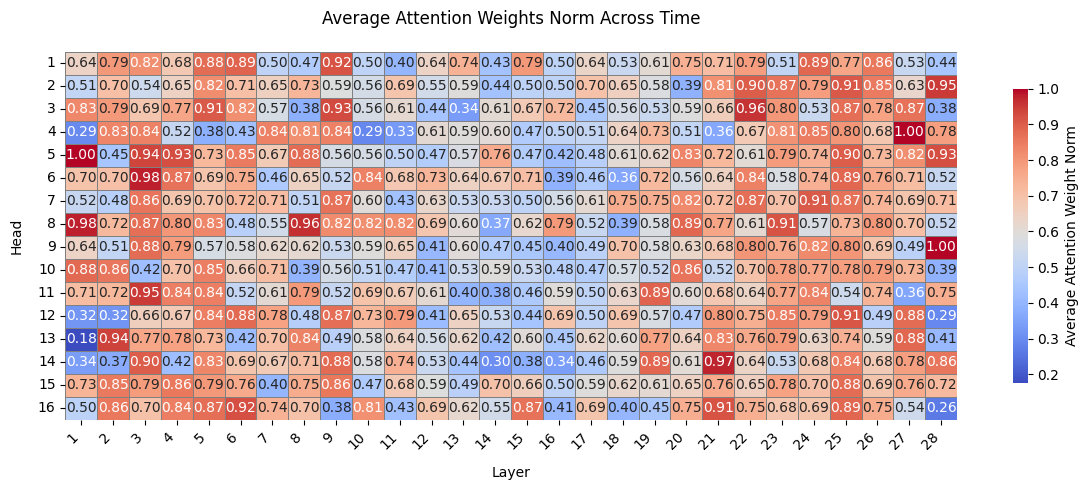 Average Attention Weights Norm Across Time
1 0.64 0.79 0.82 0.68 0.88 0.89 0.50 0.47 0.92 0.50 0.40 0.64 0.74 0.43 0.79 0.50 0.64 0.53 0.61 0.75 0.71 0.79 0.51 0.89 0.77 0.86 0.53 0.44
2 0.51 0.70 0.54 0.65 0.82 0.71 0.65 0.73 0.59 0.56 0.69 0.55 0.59 0.44 0.50 0.50 0.70 0.65 0.58 0.39 0.81 0.90 0.87 0.79 0.91 0.85 0.63 0.95
3 0.83 0.79 0.69 0.77 0.91 0.82 0.57 0.38 0.93 0.56 0.61 0.44 0.34 0.61 0.67 0.72 0.45 0.56 0.53 0.59 0.66 0.96 0.80 0.53 0.87 0.78 0.87 0.38
4 0.29 0.83 0.84 0.52 0.38 0.43 0.84 0.81 0.84 0.29 0.33 0.61 0.59 0.60 0.47 0.50 0.51 0.64 0.73 0.51 0.36 0.67 0.81 0.85 0.80 0.68 1.00 0.78
5 1.00 0.45 0.94 0.93 0.73 0.85 0.67 0.88 0.56 0.56 0.50 0.47 0.57 0.76 0.47 0.42 0.48 0.61 0.62 0.83 0.72 0.61 0.79 0.74 0.90 0.73 0.82 0.93
6 0.70 0.70 0.98 0.87 0.69 0.75 0.46 0.65 0.52 0.84 0.68 0.73 0.64 0.67 0.71 0.39 0.46 0.36 0.72 0.56 0.64 0.84 0.58 0.74 0.89 0.76 0.71 0.52
7 0.52 0.48 0.86 0.69 0.70 0.72 0.71 0.51 0.87 0.60 0.43 0.63 0.53 0.53 0.50 0.56 0.61 0.75 0.75 0.82 0.72 0.87 0.70 0.91 0.87 0.74 0.69 0.71
8 0.98 0.72 0.87 0.80 0.83 0.48 0.55 0.96 0.82 0.82 0.82 0.69 0.60 0.37 0.62 0.79 0.52 0.39 0.58 0.89 0.77 0.61 0.91 0.57 0.73 0.80 0.70 0.52
9 0.64 0.51 0.88 0.79 0.57 0.58 0.62 0.62 0.53 0.59 0.65 0.41 0.60 0.47 0.45 0.40 0.49 0.70 0.58 0.63 0.68 0.80 0.76 0.82 0.80 0.69 0.49 1.00
10 0.88 0.86 0.42 0.70 0.85 0.66 0.71 0.39 0.56 0.51 0.47 0.41 0.53 0.59 0.53 0.48 0.47 0.57 0.52 0.86 0.52 0.70 0.78 0.77 0.78 0.79 0.73 0.39
11 0.71 0.72 0.95 0.84 0.84 0.52 0.61 0.79 0.52 0.69 0.67 0.61 0.40 0.38 0.46 0.59 0.50 0.63 0.89 0.60 0.68 0.64 0.77 0.84 0.54 0.74 0.36 0.75
12 0.32 0.32 0.66 0.67 0.84 0.88 0.78 0.48 0.87 0.73 0.79 0.41 0.65 0.53 0.44 0.69 0.50 0.69 0.57 0.47 0.80 0.75 0.85 0.79 0.91 0.49 0.88 0.29
13 0.18 0.94 0.77 0.78 0.73 0.42 0.70 0.84 0.49 0.58 0.64 0.56 0.62 0.42 0.60 0.45 0.62 0.60 0.77 0.64 0.83 0.76 0.79 0.63 0.74 0.59 0.88 0.41
14 0.34 0.37 0.90 0.42 0.83 0.69 0.67 0.71 0.88 0.58 0.74 0.53 0.44 0.30 0.38 0.34 0.46 0.59 0.89 0.61 0.97 0.64 0.53 0.68 0.84 0.68 0.78 0.86
15 0.73 0.85 0.79 0.86 0.79 0.76 0.40 0.75 0.86 0.47 0.68 0.59 0.49 0.70 0.66 0.50 0.59 0.62 0.61 0.65 0.76 0.65 0.78 0.70 0.88 0.69 0.76 0.72
16 0.50 0.86 0.70 0.84 0.87 0.92 0.74 0.70 0.38 0.81 0.43 0.69 0.62 0.55 0.87 0.41 0.69 0.40 0.45 0.75 0.91 0.75 0.68 0.69 0.89 0.75 0.54 0.26
1 2 3 4 5 6 7 8 9 10 11 12 13 14 15 16 17 18 19 20 21 22 23 24 25 26 27 28
Layer
Head
1.0
0.9
0.8
0.7
0.6
0.5
0.4
0.3
0.2
Average Attention Weight Norm